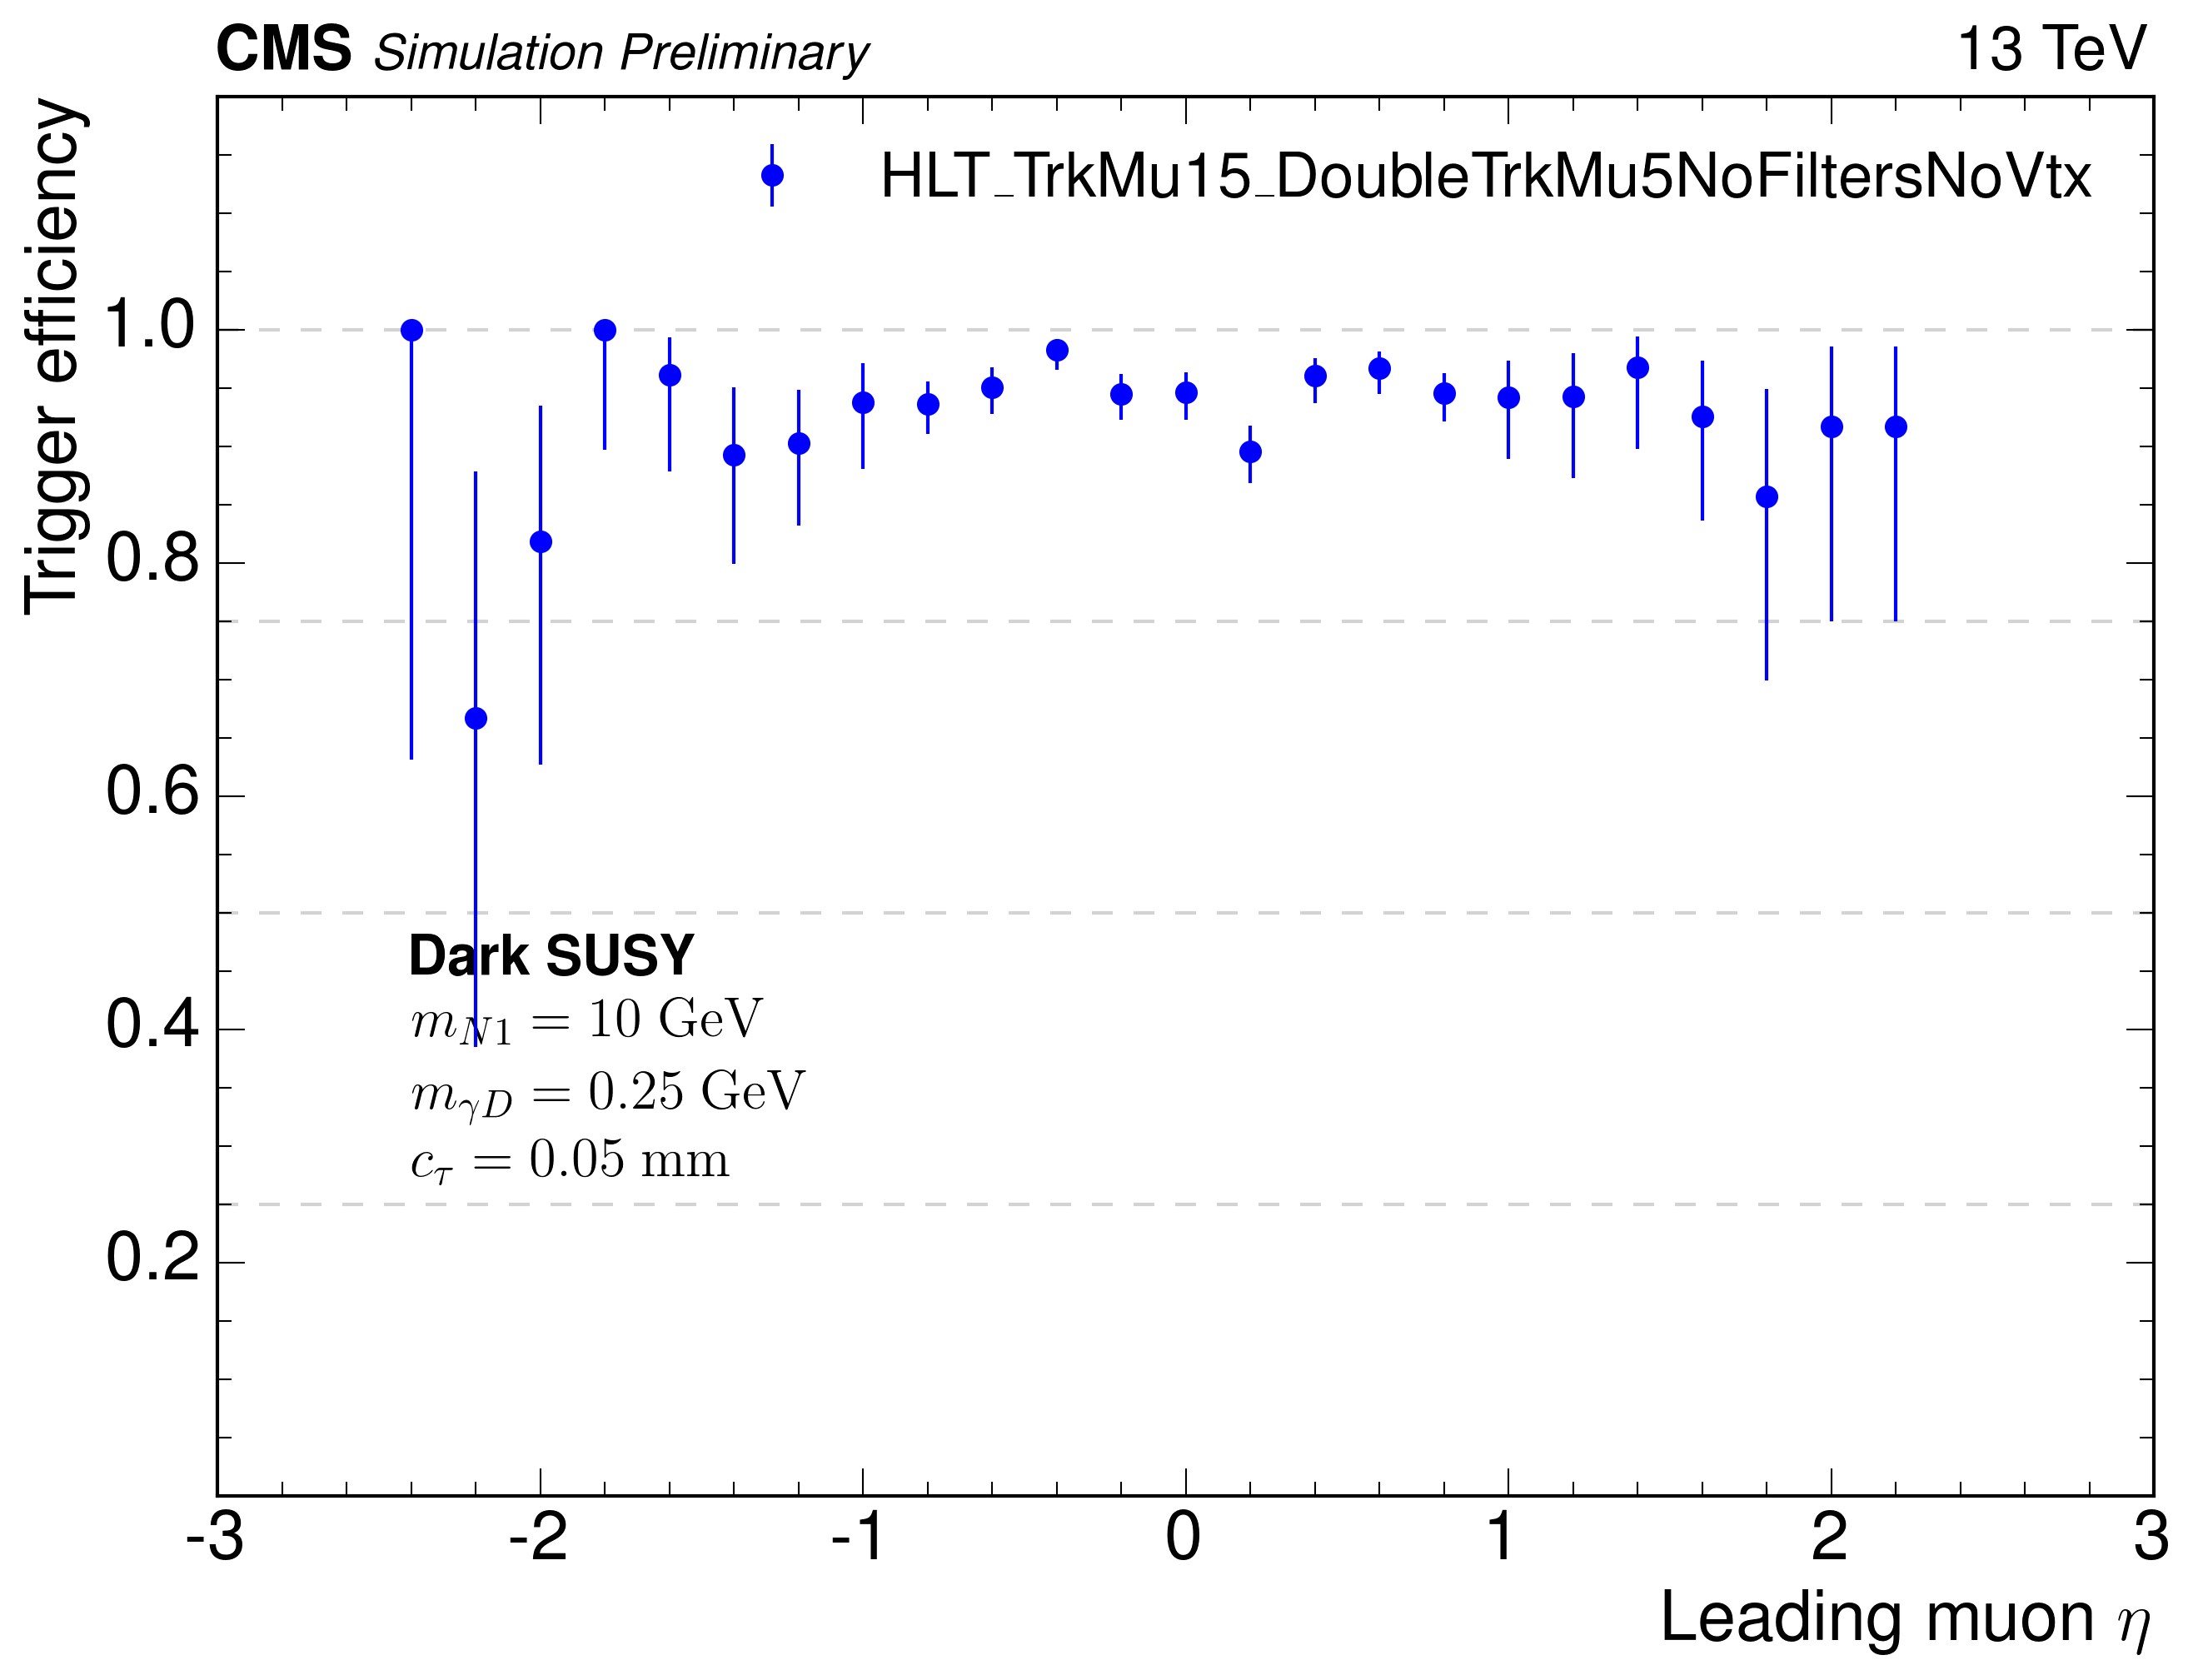 CMS Simulation Preliminary 13 TeV
HLT_TrkMu15_DoubleTrkMu5NoFiltersNoVtx
Trigger efficiency
1.0
0.8
0.6
0.4
0.2
Dark SUSY
m_{N1} = 10 GeV
m_{γD} = 0.25 GeV
c_τ = 0.05 mm
-3 -2 -1 0 1 2 3
Leading muon η